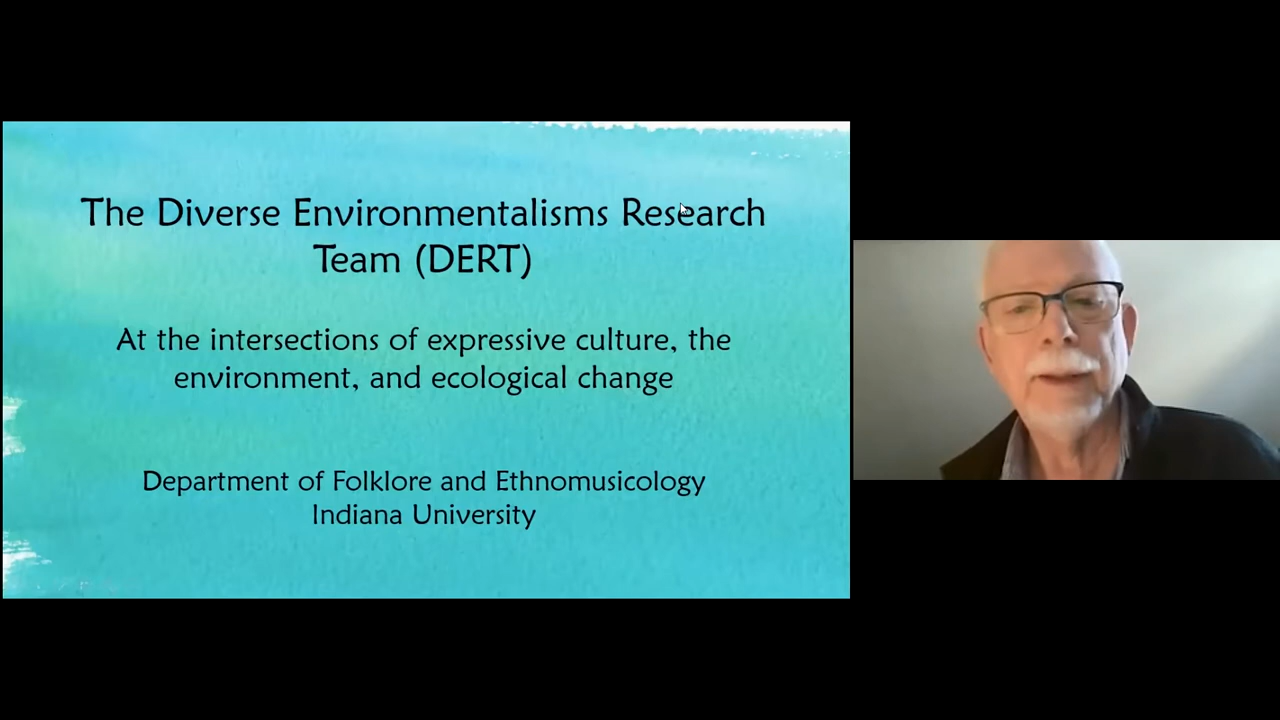 The Diverse Environmentalisms Research
Team (DERT)
At the intersections of expressive culture, the
environment, and ecological change
Department of Folklore and Ethnomusicology
Indiana University